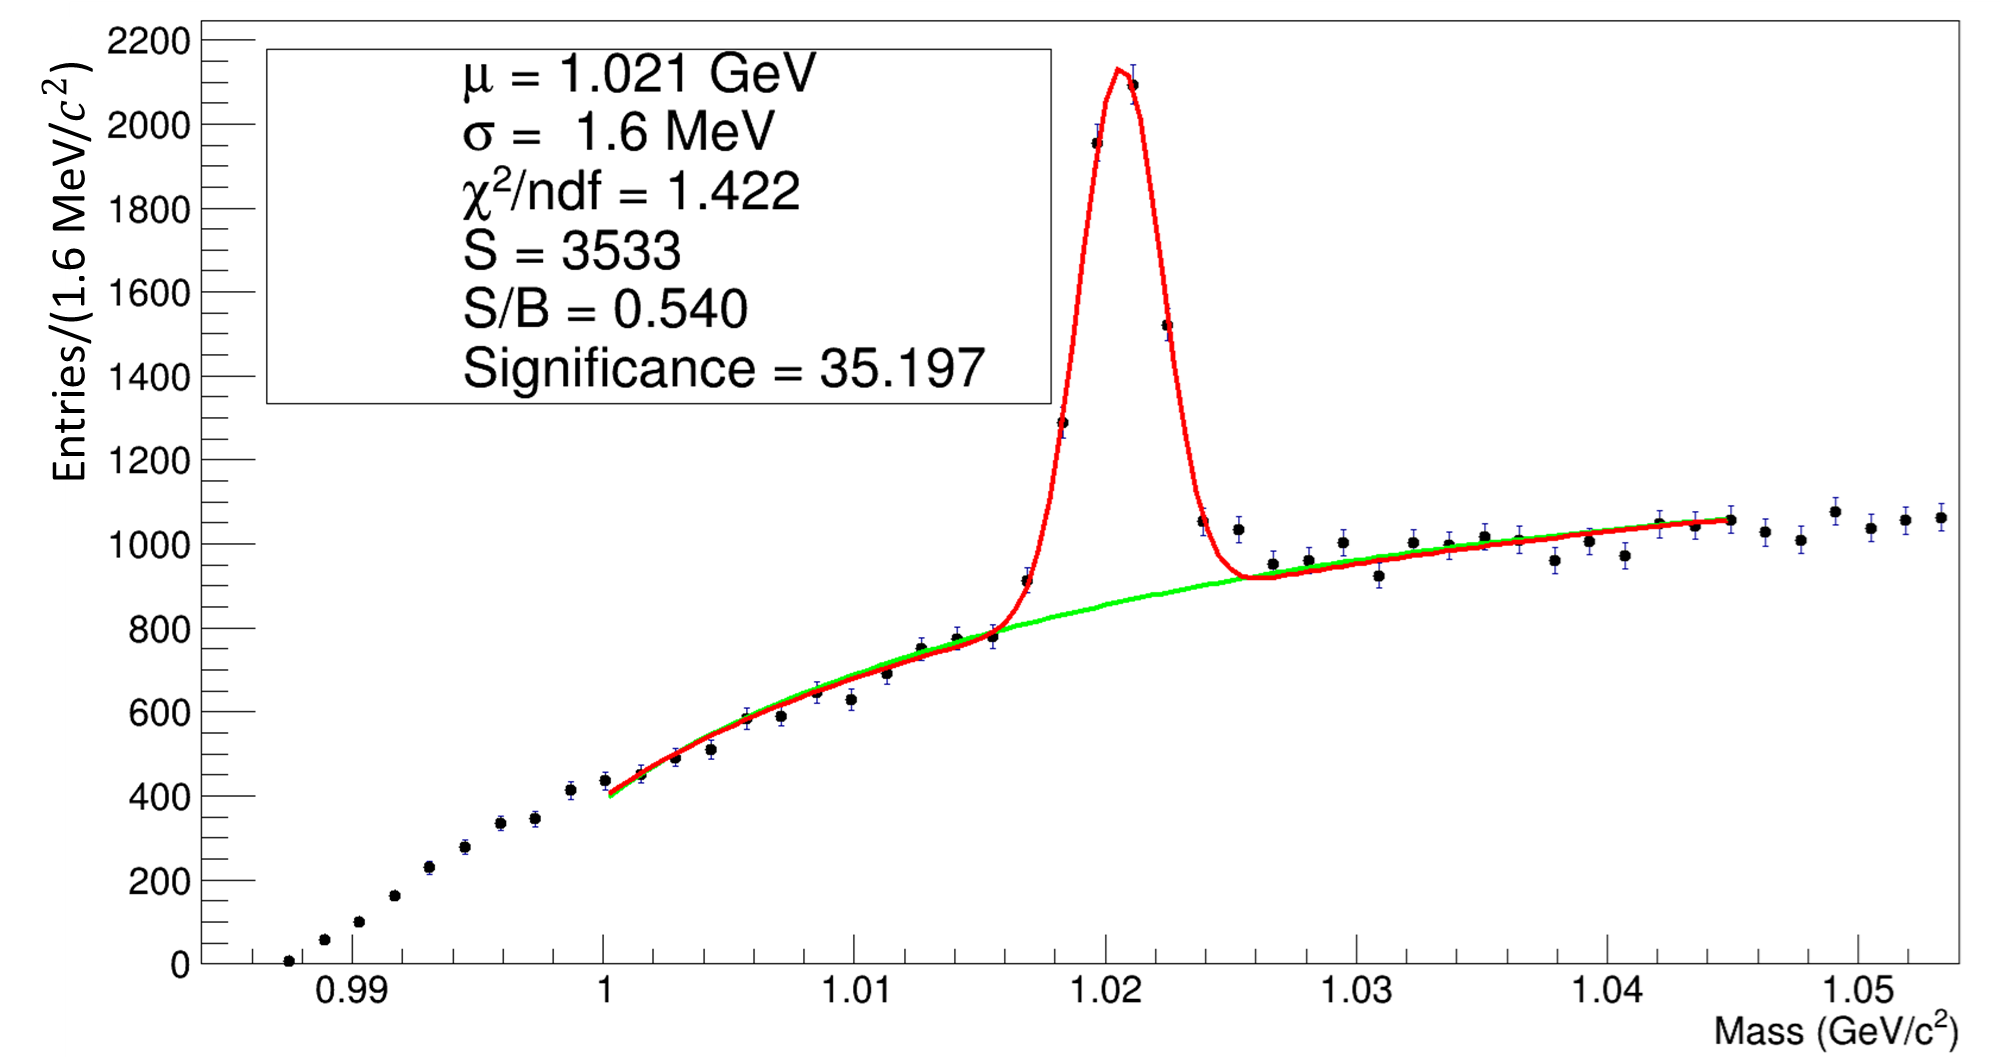 Entries/(1.6 MeV/c²)
2200
2000
1800
1600
1400
1200
1000
800
600
400
200
0
μ = 1.021 GeV
σ = 1.6 MeV
χ²/ndf = 1.422
S = 3533
S/B = 0.540
Significance = 35.197
0.99 1 1.01 1.02 1.03 1.04 1.05
Mass (GeV/c²)